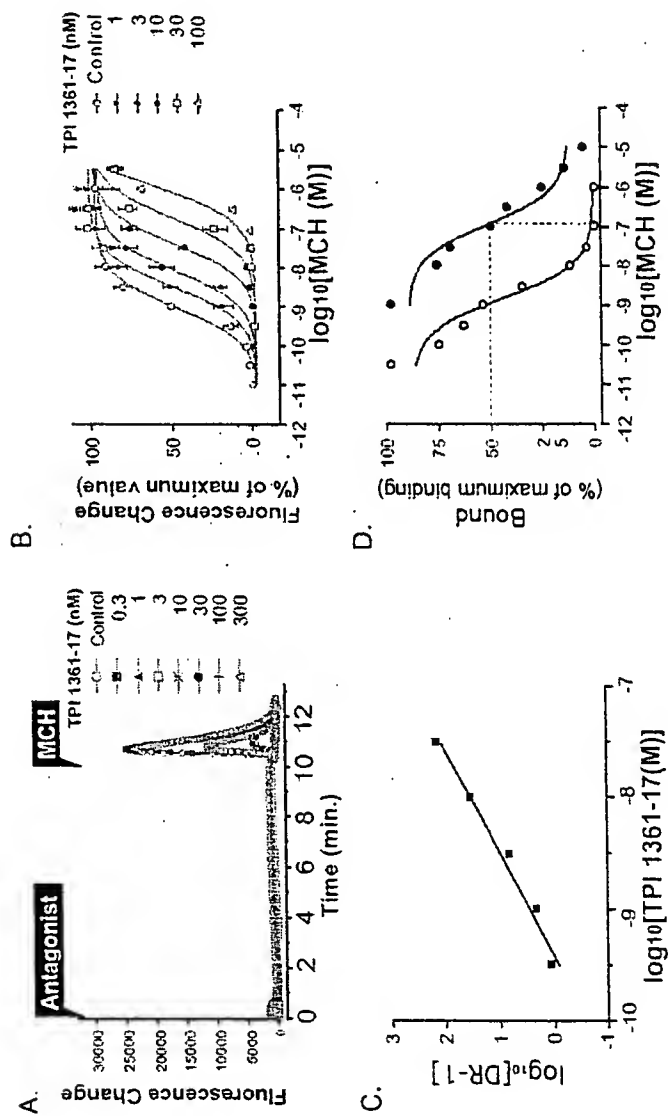 A.
Antagonist
MCH
TPI 1361-17 (nM)
Control
0.3
1
3
10
30
100
300
30000
25000
20000
15000
10000
5000
0
Fluorescence Change
0 2 4 6 8 10 12
Time (min.)
B.
TPI 1361-17 (nM)
Control
1
3
10
30
100
100
50
0
Fluorescence Change
(% of maximun value)
-12 -11 -10 -9 -8 -7 -6 -5 -4
log10[MCH (M)]
C.
3
2
1
0
log10[DR-1]
-10 -9 -8 -7
log10[TPI 1361-17(M)]
D.
100
75
50
2
5
0
Bound
(% of maximum binding)
-12 -11 -10 -9 -8 -7 -6 -5 -4
log10[MCH (M)]